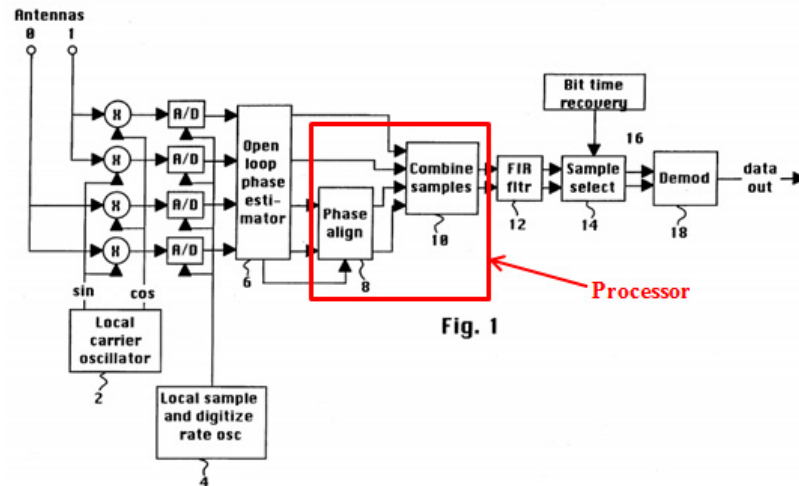 Antennas
0 1
X
A/D
X
A/D
X
A/D
X
A/D
sin
cos
Local
carrier
oscillator
2
Local sample
and digitize
rate osc
4
Open
loop
phase
esti-
mator
6
Phase
align
8
Combine
samples
10
FIR
fltr
12
Bit time
recovery
Sample
select
14
16
Demod
18
data
out
Processor
Fig. 1